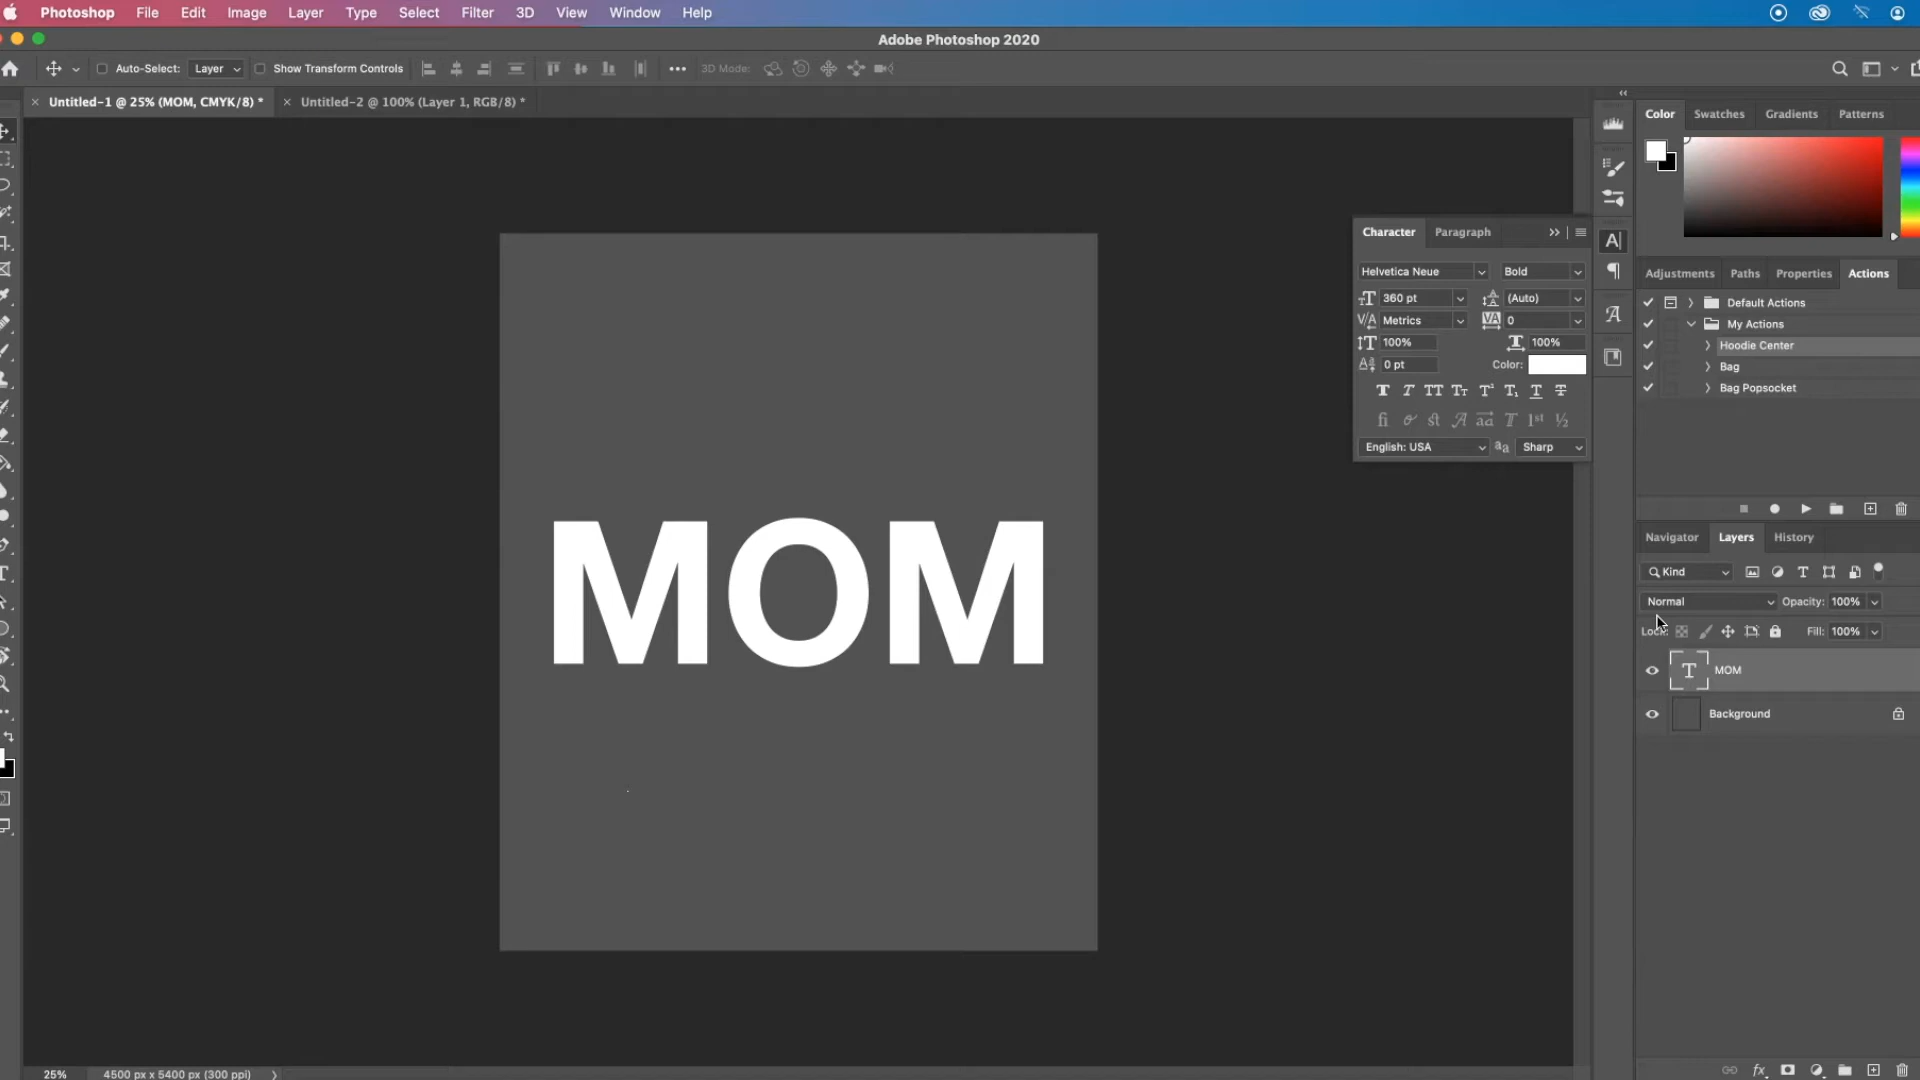 Photoshop File Edit Image Layer Type Select Filter 3D View Window Help
Adobe Photoshop 2020
Auto-Select: Layer Show Transform Controls 3D Mode:
Untitled-1 @ 25% (MOM, CMYK/8) * Untitled-2 @ 100% (Layer 1, RGB/8) *
Color Swatches Gradients Patterns
Character Paragraph
Helvetica Neue Bold
360 pt (Auto)
Metrics 0
100% 100%
0 pt Color:
English: USA Sharp
Adjustments Paths Properties Actions
Default Actions
My Actions
Hoodie Center
Bag
Bag Popsocket
MOM
Navigator Layers History
Kind
Normal Opacity: 100%
Lock: Fill: 100%
MOM
Background
25% 4500 px x 5400 px (300 ppi)